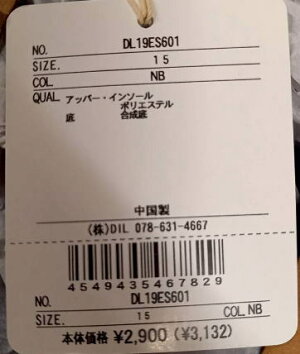 NO. DL19ES601
SIZE. 15
COL. NB
QUAL. アッパー・インソール
ポリエステル
底 合成底
中国製
(株)DIL 078-631-4667
4549435467829
NO. DL19ES601
SIZE. 15 COL. NB
本体価格 ¥2,900 (¥3,132)